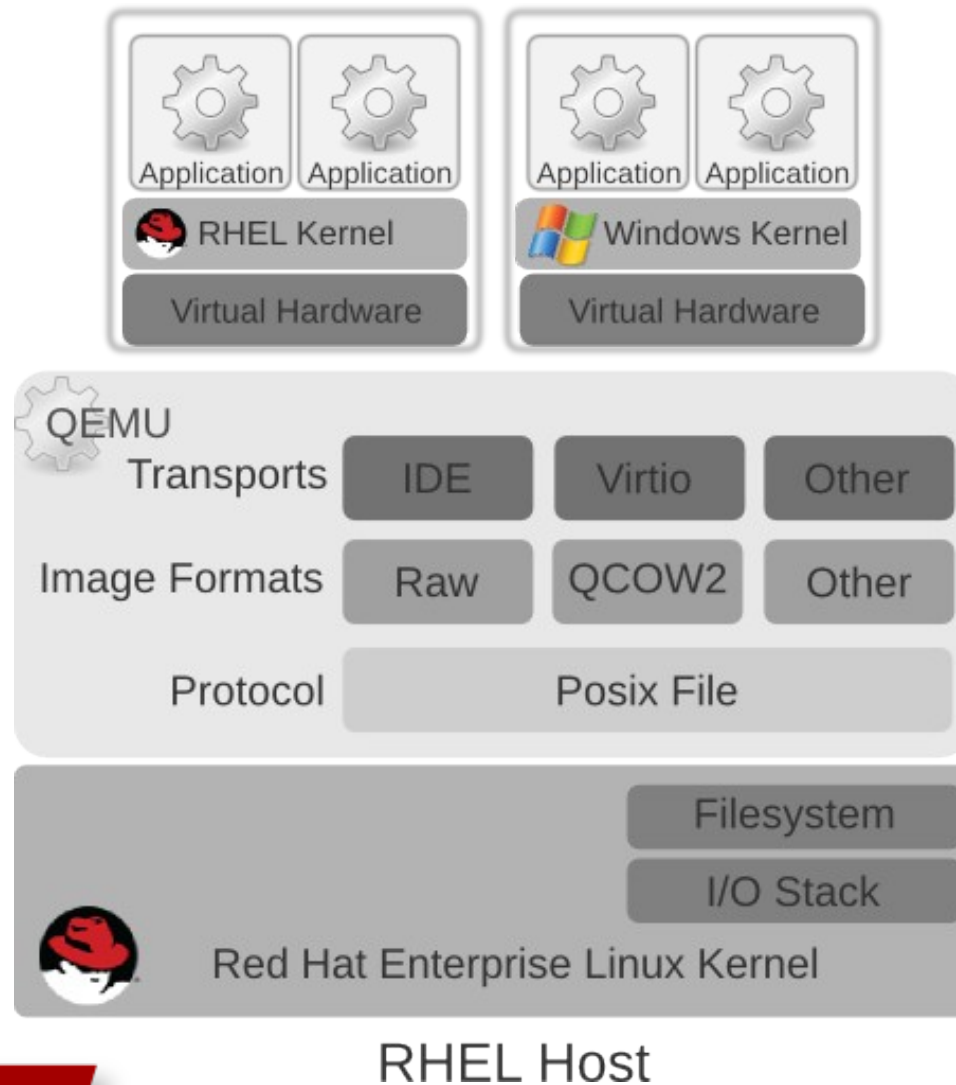 Application Application Application Application
RHEL Kernel Windows Kernel
Virtual Hardware Virtual Hardware
QEMU
Transports IDE Virtio Other
Image Formats Raw QCOW2 Other
Protocol Posix File
Filesystem
I/O Stack
Red Hat Enterprise Linux Kernel
RHEL Host